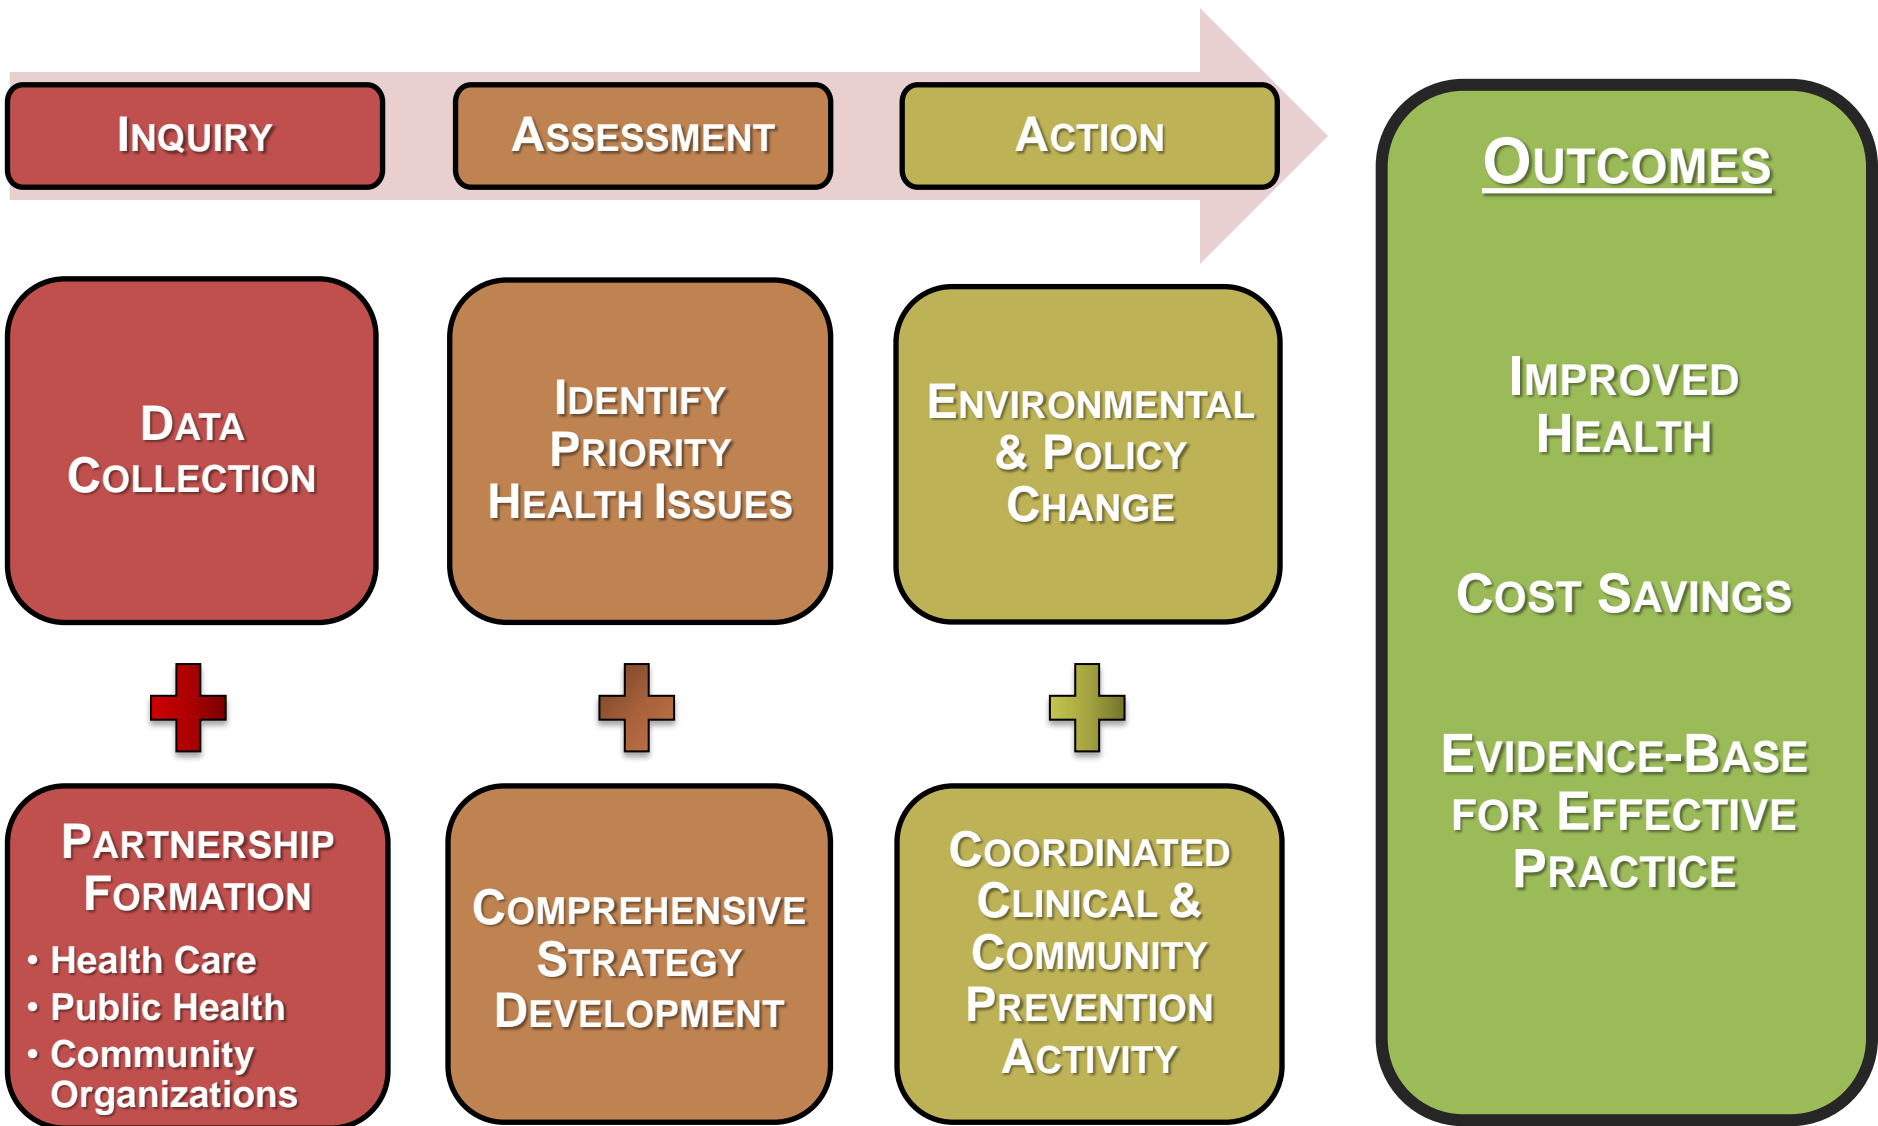 INQUIRY
ASSESSMENT
ACTION
OUTCOMES
DATA
COLLECTION
IDENTIFY
PRIORITY
HEALTH ISSUES
ENVIRONMENTAL
& POLICY
CHANGE
PARTNERSHIP
FORMATION
• Health Care
• Public Health
• Community
Organizations
COMPREHENSIVE
STRATEGY
DEVELOPMENT
COORDINATED
CLINICAL &
COMMUNITY
PREVENTION
ACTIVITY
IMPROVED
HEALTH
COST SAVINGS
EVIDENCE-BASE
FOR EFFECTIVE
PRACTICE